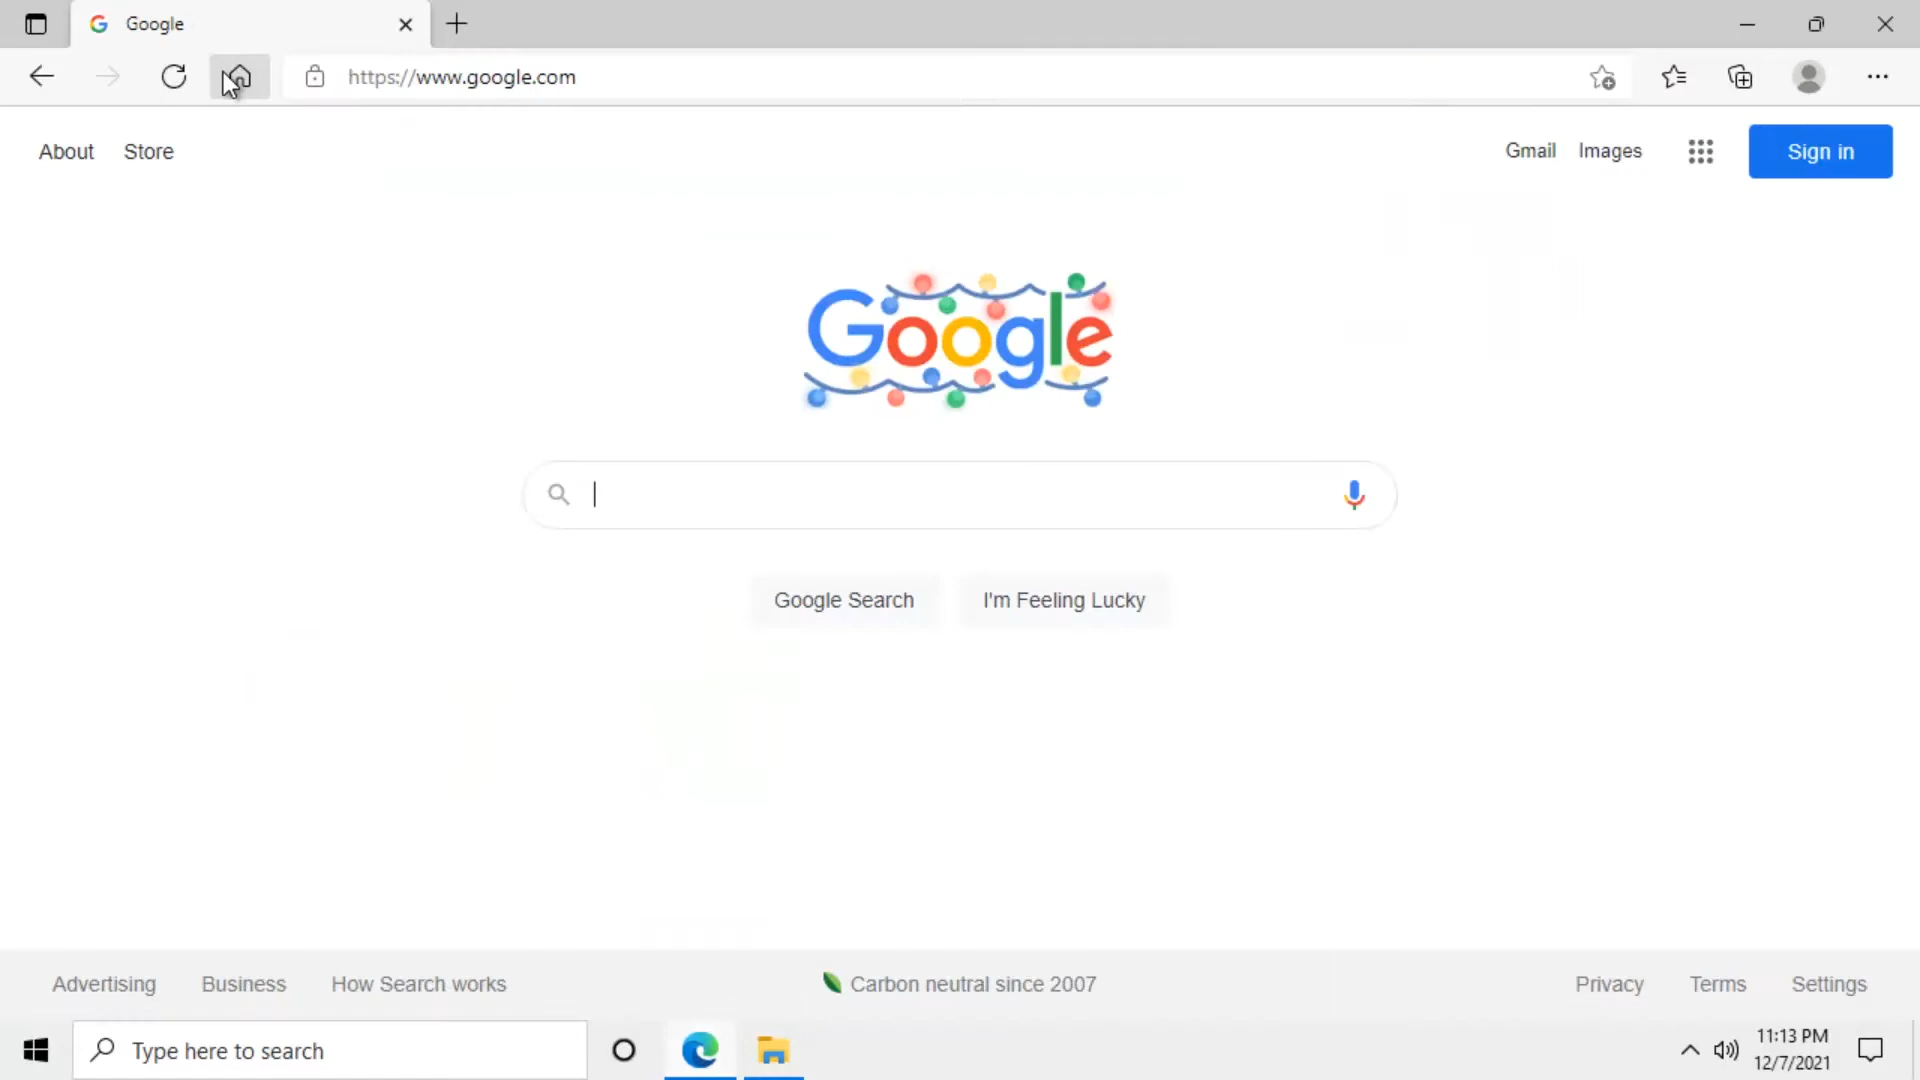 Google
https://www.google.com
About Store
Gmail Images Sign in
Google
Google Search I'm Feeling Lucky
Advertising Business How Search works Carbon neutral since 2007 Privacy Terms Settings
Type here to search
11:13 PM
12/7/2021